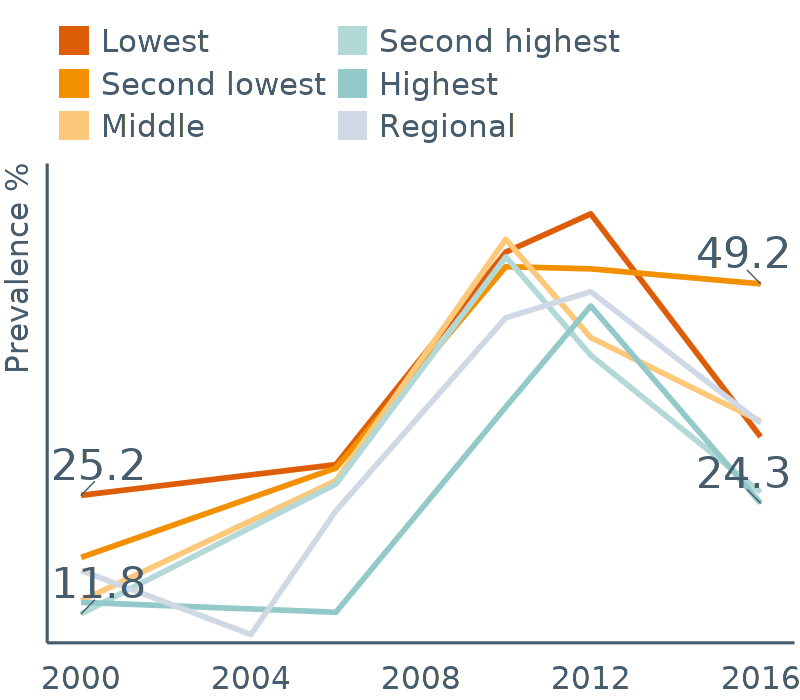 Lowest
Second lowest
Middle
Second highest
Highest
Regional
Prevalence %
49.2
25.2
24.3
11.8
2000 2004 2008 2012 2016